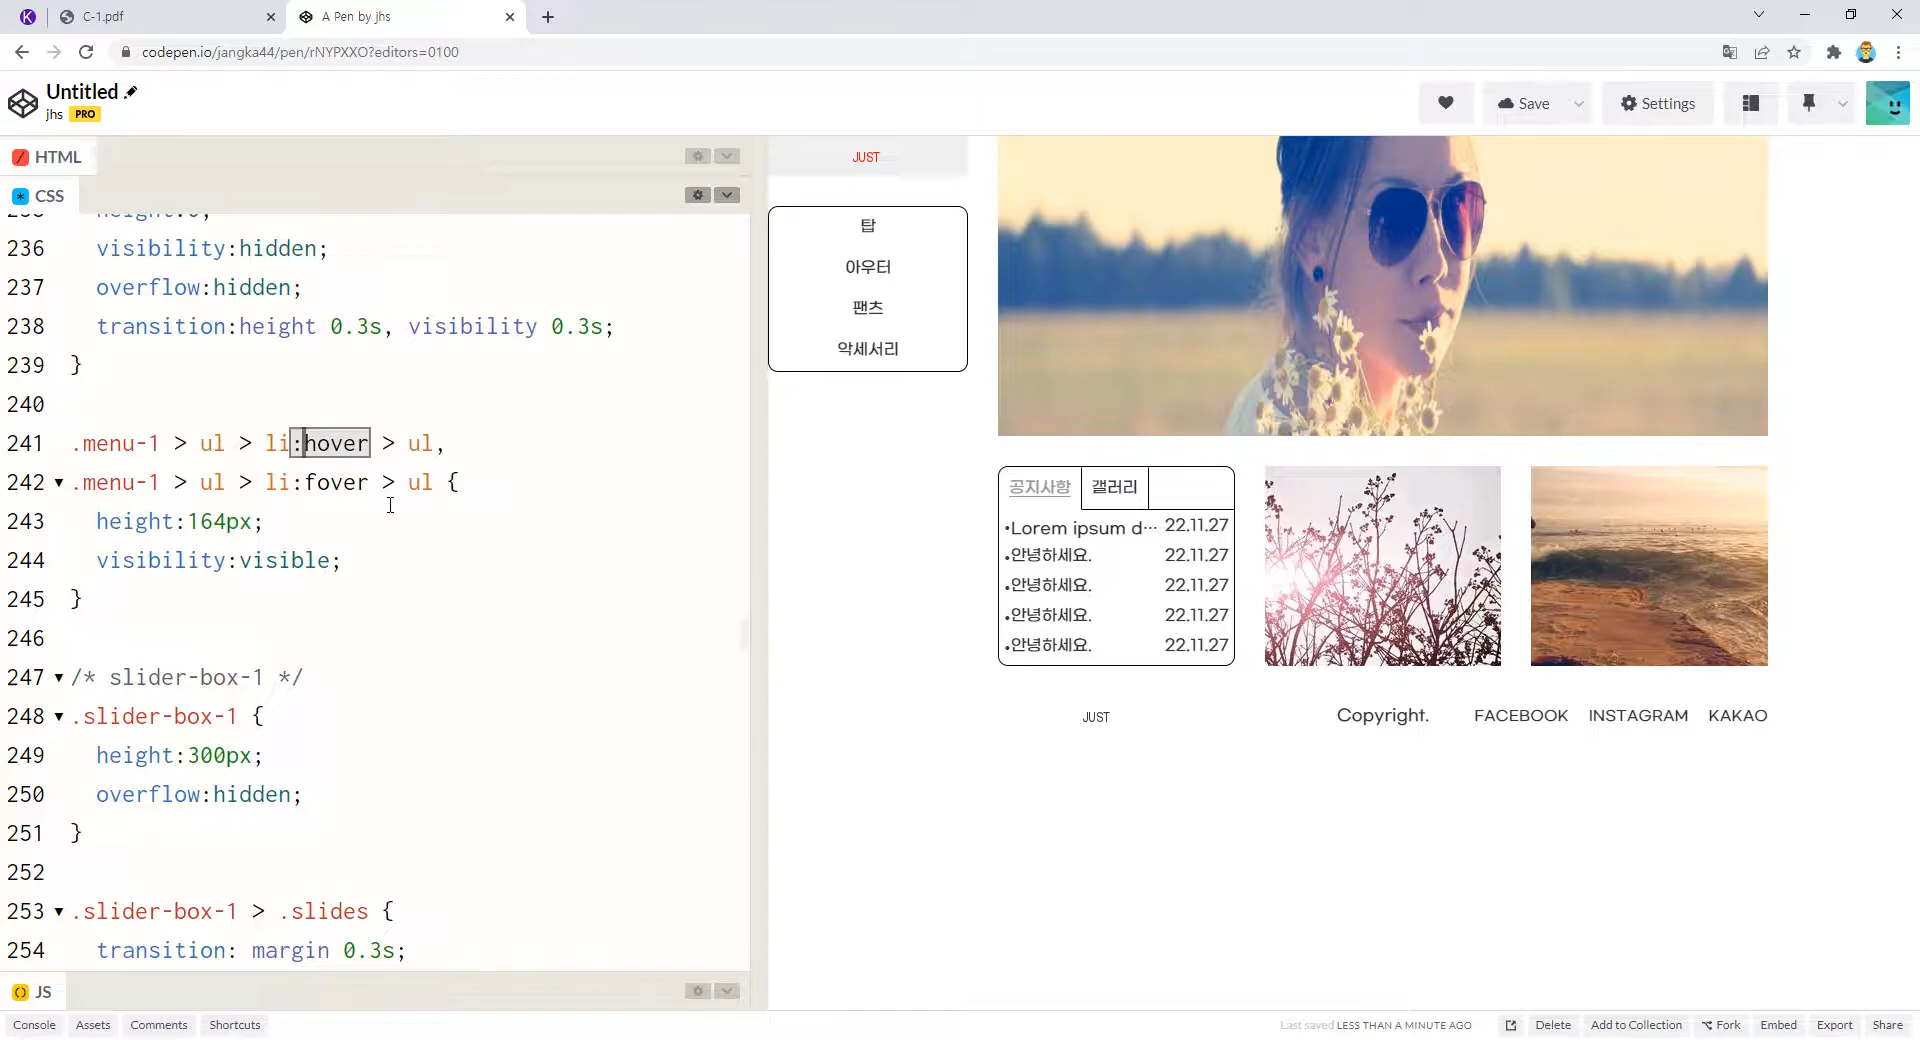 C-1.pdf
A Pen by jhs
codepen.io/jangka44/pen/rNYPXXO?editors=0100
Untitled
jhs PRO
Save
Settings
HTML
CSS
236 visibility:hidden;
237 overflow:hidden;
238 transition:height 0.3s, visibility 0.3s;
239 }
240
241 .menu-1 > ul > li:hover > ul,
242 .menu-1 > ul > li:fover > ul {
243 height:164px;
244 visibility:visible;
245 }
246
247 /* slider-box-1 */
248 .slider-box-1 {
249 height:300px;
250 overflow:hidden;
251 }
252
253 .slider-box-1 > .slides {
254 transition: margin 0.3s;
JS
JUST
탑
아우터
팬츠
악세서리
공지사항 갤러리
•Lorem ipsum d… 22.11.27
•안녕하세요. 22.11.27
•안녕하세요. 22.11.27
•안녕하세요. 22.11.27
•안녕하세요. 22.11.27
JUST Copyright. FACEBOOK INSTAGRAM KAKAO
Console Assets Comments Shortcuts Last saved LESS THAN A MINUTE AGO Delete Add to Collection Fork Embed Export Share